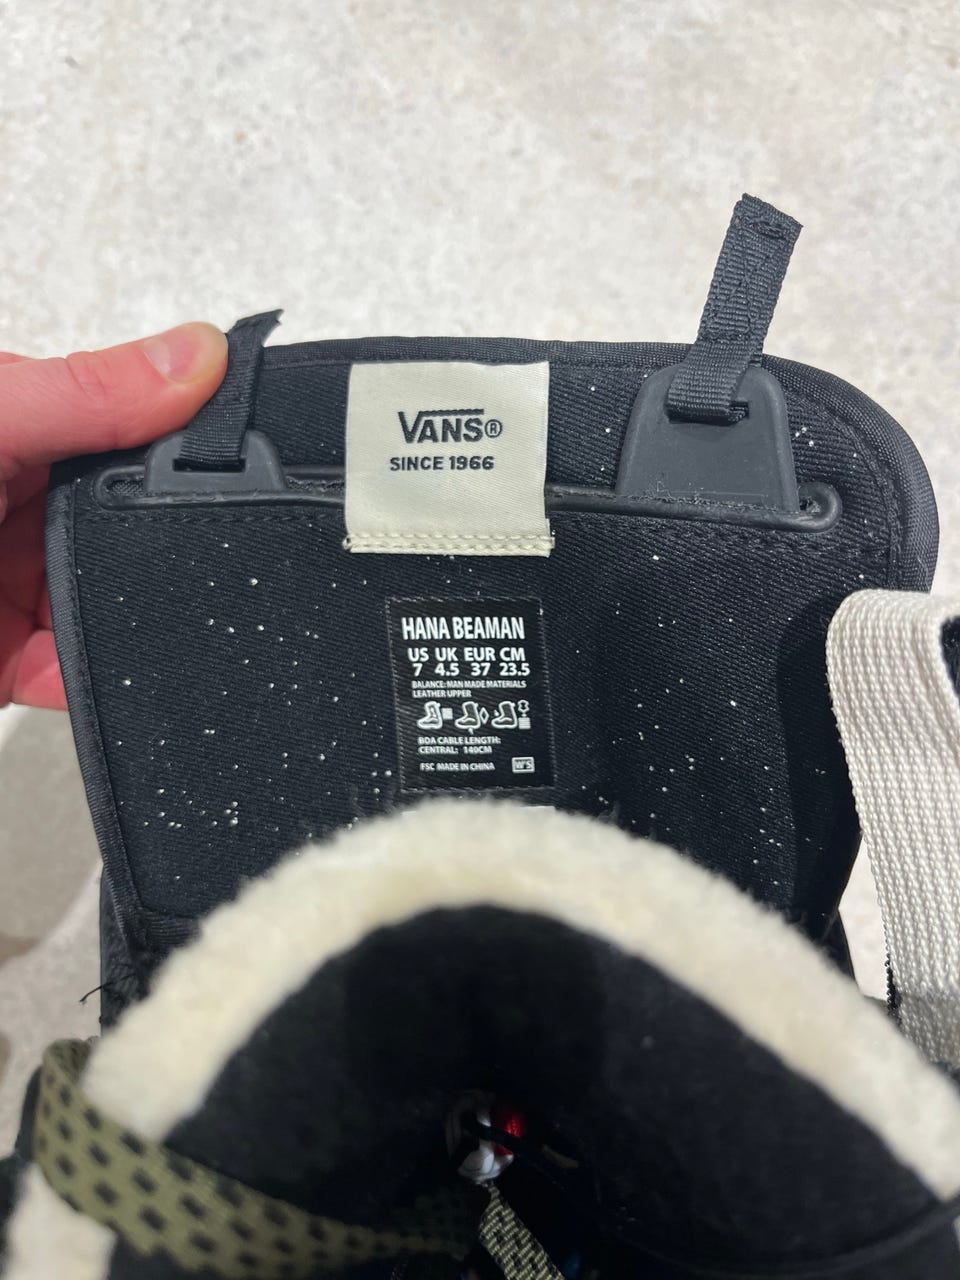 VANS®
SINCE 1966
HANA BEAMAN
US UK EUR CM
7 4.5 37 23.5
BALANCE: MAN MADE MATERIALS
LEATHER UPPER
BOA CABLE LENGTH:
CENTRAL: 140CM
FSC MADE IN CHINA W'S